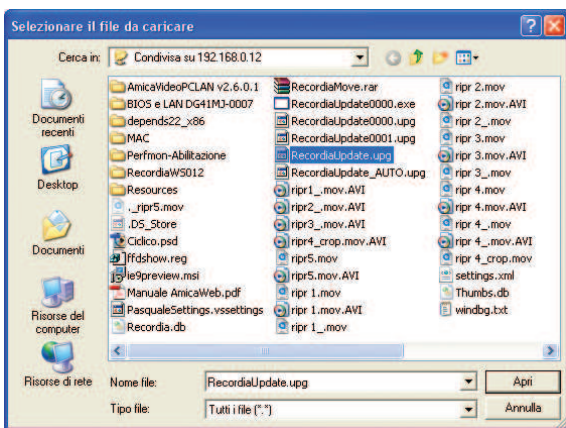 Selezionare il file da caricare
Cerca in:
Condivisa su 192.168.0.12
Documenti
recenti
Desktop
Documenti
Risorse del
computer
Risorse di rete
AmicaVideoPCLAN v2.6.0.1
BIOS e LAN DG41MJ-0007
depends22_x86
MAC
Perfmon-Abilitazione
RecordiaWS012
Resources
._ripr5.mov
.DS_Store
Ciclico.psd
ffdshow.reg
ie9preview.msi
Manuale AmicaWeb.pdf
PasqualeSettings.vssettings
Recordia.db
RecordiaMove.rar
RecordiaUpdate0000.exe
RecordiaUpdate0000.upg
RecordiaUpdate0001.upg
RecordiaUpdate.upg
RecordiaUpdate_AUTO.upg
ripr1_.mov.AVI
ripr2_.mov.AVI
ripr3_.mov.AVI
ripr4_crop.mov.AVI
ripr5.mov
ripr5.mov.AVI
ripr 1.mov
ripr 1.mov.AVI
ripr 1_.mov
ripr 2.mov
ripr 2.mov.AVI
ripr 2_.mov
ripr 3.mov
ripr 3.mov.AVI
ripr 3_.mov
ripr 4.mov
ripr 4.mov.AVI
ripr 4_.mov
ripr 4_.mov.AVI
ripr 4_crop.mov
settings.xml
Thumbs.db
windbg.txt
Nome file:
RecordiaUpdate.upg
Apri
Tipo file:
Tutti i file (*.*)
Annulla